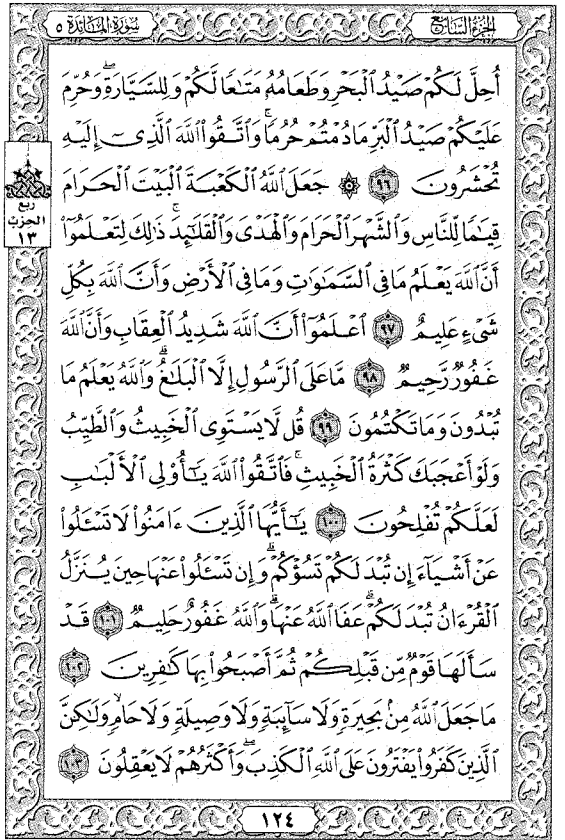 الجزء السابع
سورة المائدة ٥
أُحِلَّ لَكُمْ صَيْدُ ٱلْبَحْرِ وَطَعَامُهُۥ مَتَٰعًا لَّكُمْ وَلِلسَّيَّارَةِۖ وَحُرِّمَ
عَلَيْكُمْ صَيْدُ ٱلْبَرِّ مَا دُمْتُمْ حُرُمًاۗ وَٱتَّقُوا۟ ٱللَّهَ ٱلَّذِىٓ إِلَيْهِ
تُحْشَرُونَ ٩٦ ۞ جَعَلَ ٱللَّهُ ٱلْكَعْبَةَ ٱلْبَيْتَ ٱلْحَرَامَ
قِيَٰمًا لِّلنَّاسِ وَٱلشَّهْرَ ٱلْحَرَامَ وَٱلْهَدْىَ وَٱلْقَلَٰٓئِدَۚ ذَٰلِكَ لِتَعْلَمُوٓا۟
أَنَّ ٱللَّهَ يَعْلَمُ مَا فِى ٱلسَّمَٰوَٰتِ وَمَا فِى ٱلْأَرْضِ وَأَنَّ ٱللَّهَ بِكُلِّ
شَىْءٍ عَلِيمٌ ٩٧ ٱعْلَمُوٓا۟ أَنَّ ٱللَّهَ شَدِيدُ ٱلْعِقَابِ وَأَنَّ ٱللَّهَ
غَفُورٌ رَّحِيمٌ ٩٨ مَّا عَلَى ٱلرَّسُولِ إِلَّا ٱلْبَلَٰغُۗ وَٱللَّهُ يَعْلَمُ مَا
تُبْدُونَ وَمَا تَكْتُمُونَ ٩٩ قُل لَّا يَسْتَوِى ٱلْخَبِيثُ وَٱلطَّيِّبُ
وَلَوْ أَعْجَبَكَ كَثْرَةُ ٱلْخَبِيثِۚ فَٱتَّقُوا۟ ٱللَّهَ يَٰٓأُو۟لِى ٱلْأَلْبَٰبِ
لَعَلَّكُمْ تُفْلِحُونَ ١٠٠ يَٰٓأَيُّهَا ٱلَّذِينَ ءَامَنُوا۟ لَا تَسْـَٔلُوا۟
عَنْ أَشْيَآءَ إِن تُبْدَ لَكُمْ تَسُؤْكُمْ وَإِن تَسْـَٔلُوا۟ عَنْهَا حِينَ يُنَزَّلُ
ٱلْقُرْءَانُ تُبْدَ لَكُمْ عَفَا ٱللَّهُ عَنْهَاۗ وَٱللَّهُ غَفُورٌ حَلِيمٌ ١٠١ قَدْ
سَأَلَهَا قَوْمٌ مِّن قَبْلِكُمْ ثُمَّ أَصْبَحُوا۟ بِهَا كَٰفِرِينَ ١٠٢
مَا جَعَلَ ٱللَّهُ مِنۢ بَحِيرَةٍ وَلَا سَآئِبَةٍ وَلَا وَصِيلَةٍ وَلَا حَامٍۙ وَلَٰكِنَّ
ٱلَّذِينَ كَفَرُوا۟ يَفْتَرُونَ عَلَى ٱللَّهِ ٱلْكَذِبَۖ وَأَكْثَرُهُمْ لَا يَعْقِلُونَ ١٠٣
ربع
الحزب
١٣
١٢٤